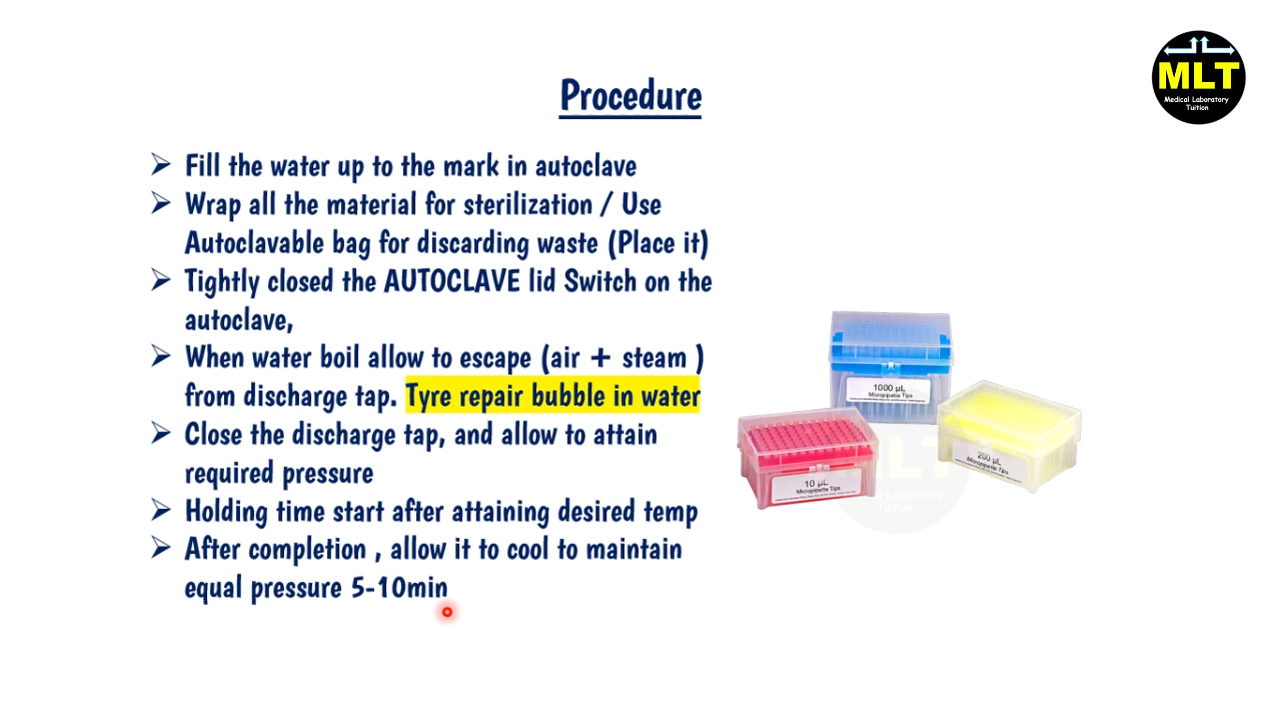 MLT
Medical Laboratory
Tuition
Procedure
Fill the water up to the mark in autoclave
Wrap all the material for sterilization / Use
Autoclavable bag for discarding waste (Place it)
Tightly closed the AUTOCLAVE lid Switch on the
autoclave,
When water boil allow to escape (air + steam )
from discharge tap. Tyre repair bubble in water
Close the discharge tap, and allow to attain
required pressure
Holding time start after attaining desired temp
After completion , allow it to cool to maintain
equal pressure 5-10min
1000 µL
Micropipette Tips
200 µL
Micropipette Tips
10 µL
Micropipette Tips